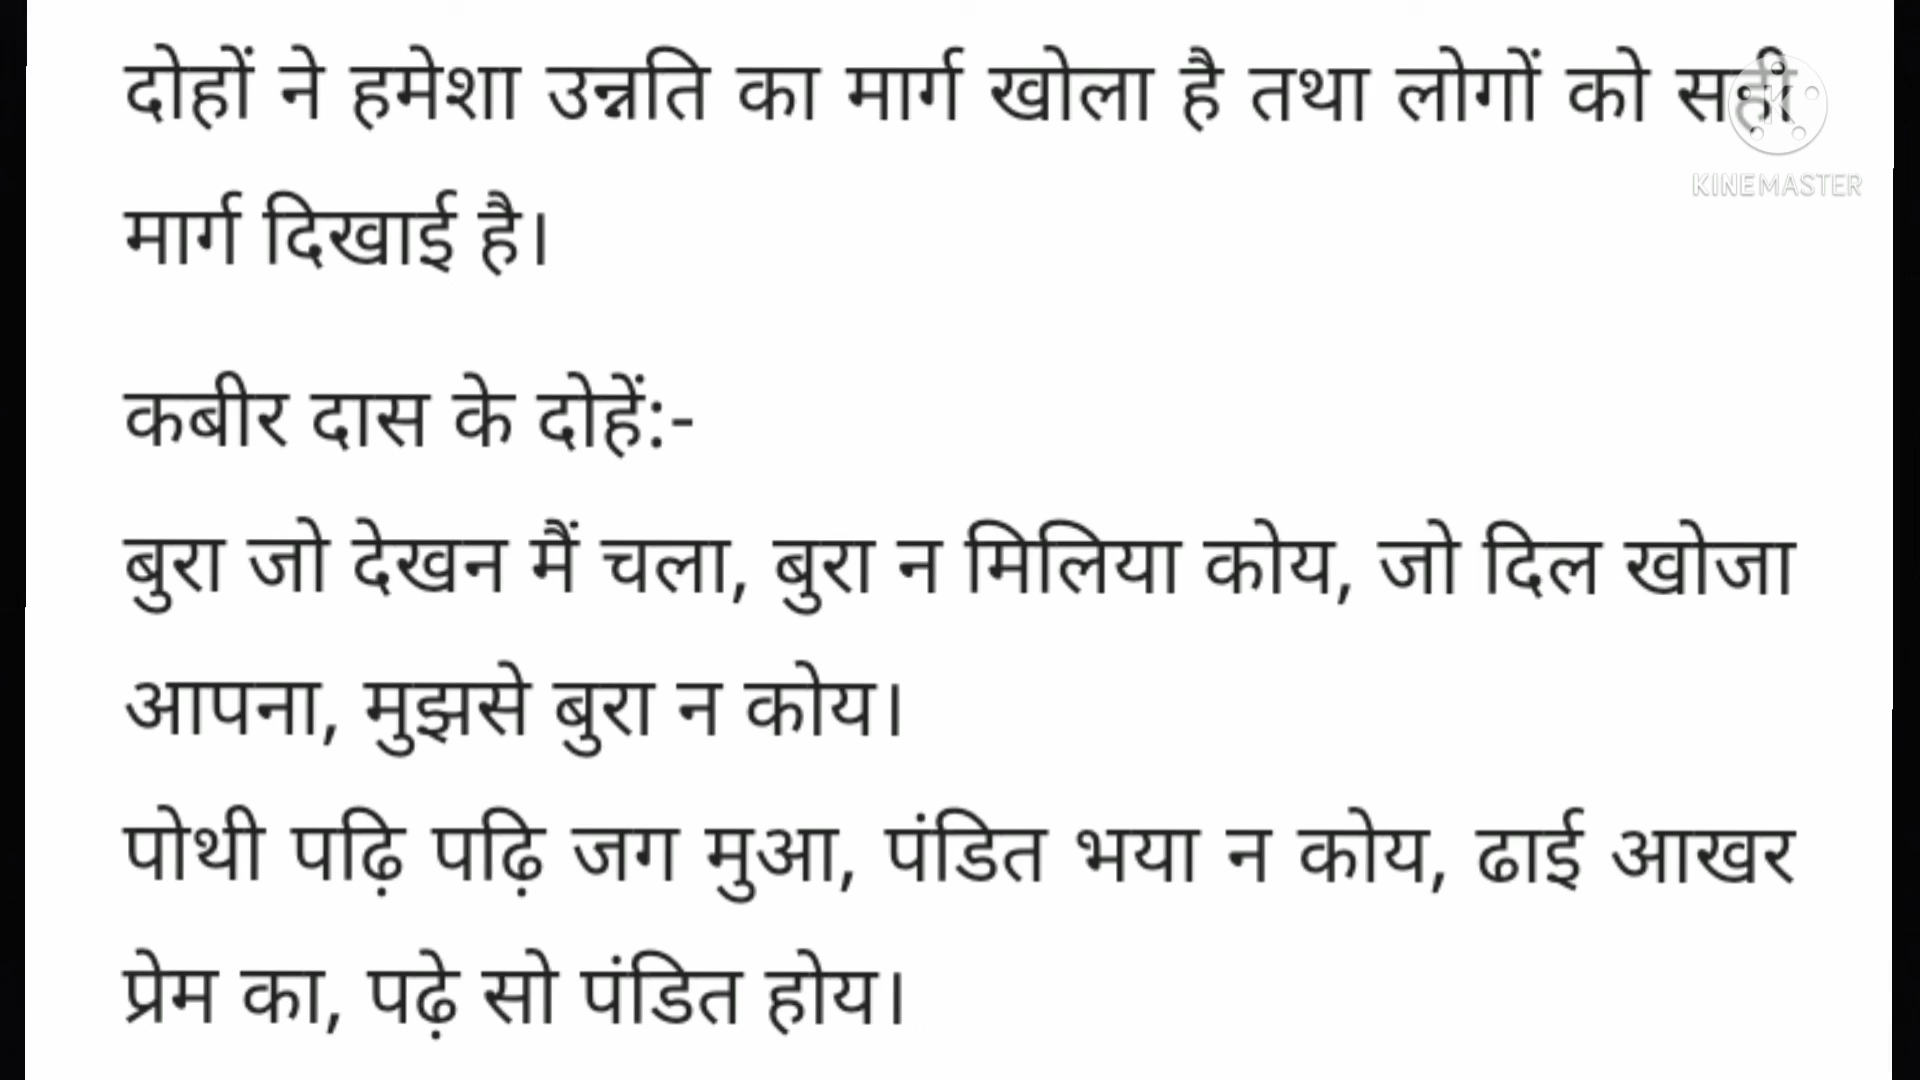 दोहों ने हमेशा उन्नति का मार्ग खोला है तथा लोगों को सही
KINEMASTER
मार्ग दिखाई है।
कबीर दास के दोहें:-
बुरा जो देखन मैं चला, बुरा न मिलिया कोय, जो दिल खोजा
आपना, मुझसे बुरा न कोय।
पोथी पढ़ि पढ़ि जग मुआ, पंडित भया न कोय, ढाई आखर
प्रेम का, पढ़े सो पंडित होय।